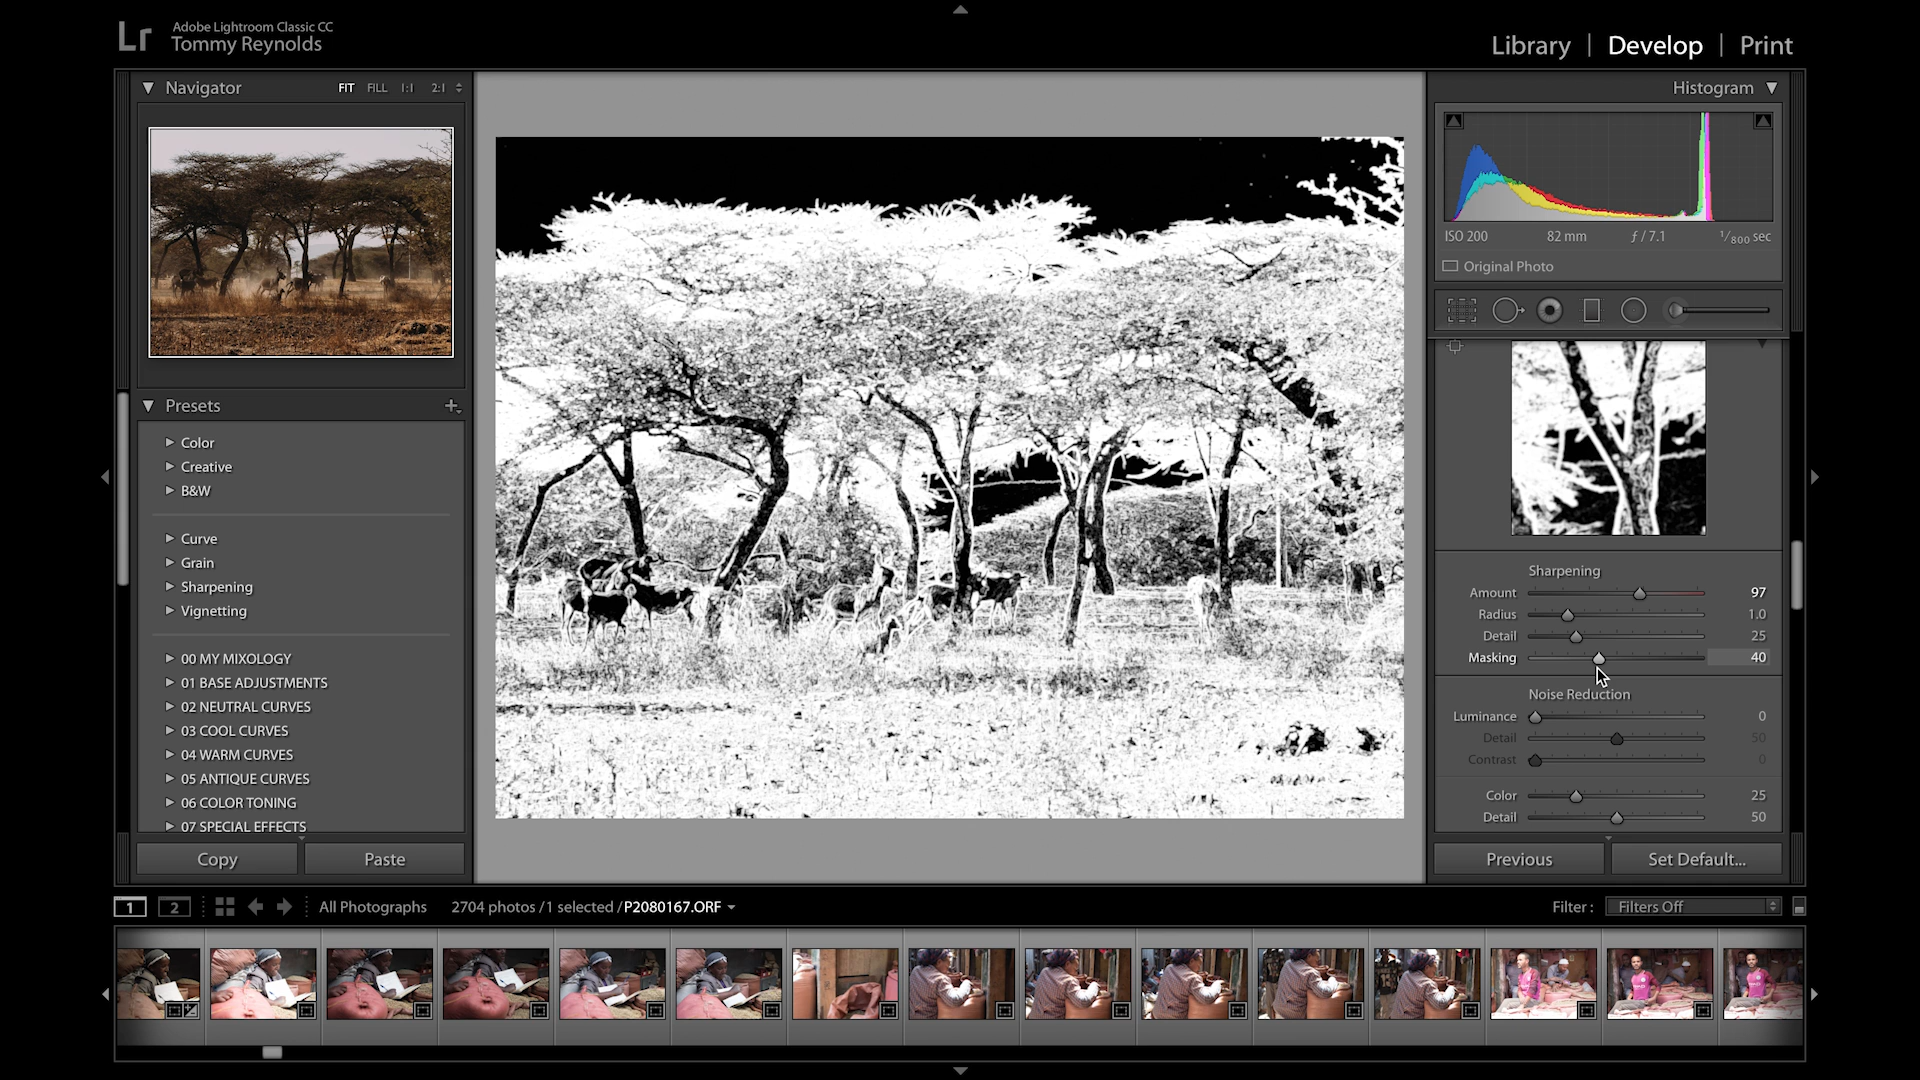 Lr
Adobe Lightroom Classic CC
Tommy Reynolds
Library | Develop | Print
Navigator FIT FILL 1:1 2:1
Histogram
ISO 200 82 mm ƒ / 7.1 1/800 sec
Original Photo
Presets
Color
Creative
B&W
Curve
Grain
Sharpening
Vignetting
00 MY MIXOLOGY
01 BASE ADJUSTMENTS
02 NEUTRAL CURVES
03 COOL CURVES
04 WARM CURVES
05 ANTIQUE CURVES
06 COLOR TONING
07 SPECIAL EFFECTS
Copy Paste
Sharpening
Amount 97
Radius 1.0
Detail 25
Masking 40
Noise Reduction
Luminance 0
Detail 50
Contrast 0
Color 25
Detail 50
Previous Set Default...
1 2 All Photographs 2704 photos / 1 selected / P2080167.ORF Filter : Filters Off